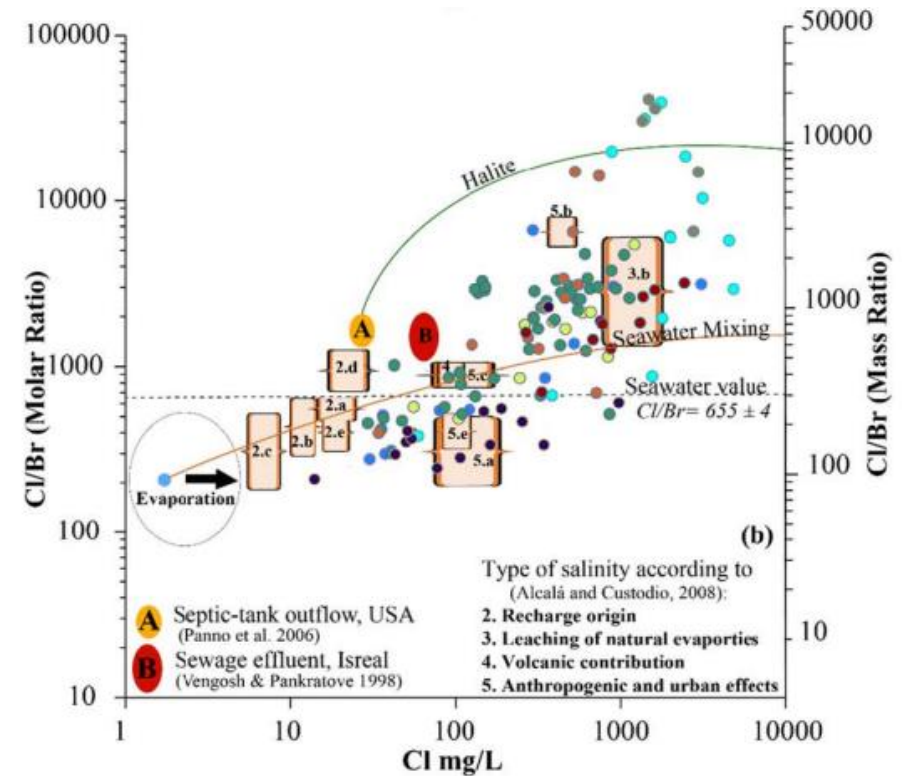 100000
10000
1000
100
10
Cl/Br (Molar Ratio)
50000
10000
1000
100
10
Cl/Br (Mass Ratio)
1
10
100
1000
10000
Cl mg/L
Halite
5.b
3.b
A
B
Seawater Mixing
2.d
4
5.c
Seawater value
Cl/Br= 655 ± 4
2.a
2.b
2.e
2.c
5.e
5.a
Evaporation
(b)
A Septic-tank outflow, USA
(Panno et al. 2006)
B Sewage effluent, Isreal
(Vengosh & Pankratove 1998)
Type of salinity according to
(Alcalá and Custodio, 2008):
2. Recharge origin
3. Leaching of natural evaporties
4. Volcanic contribution
5. Anthropogenic and urban effects